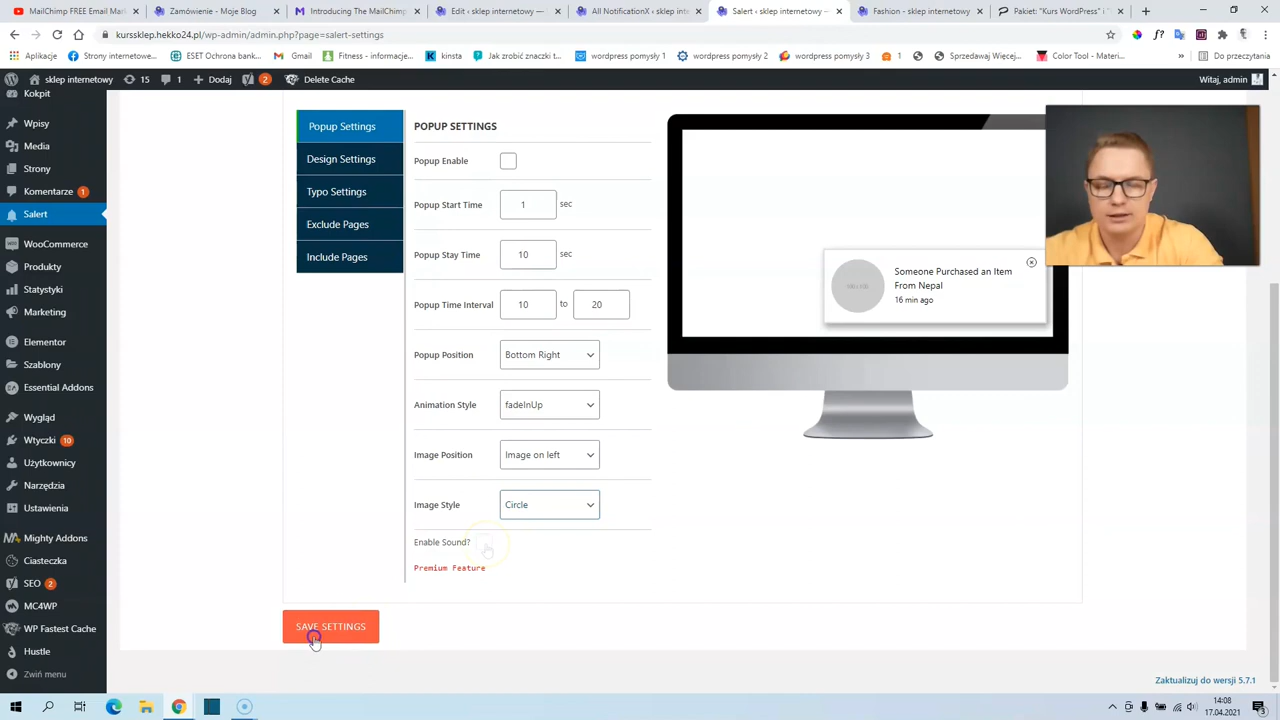 MailChimp FREE Email Mark
Zamówienie - Moje Blog
Introducing The MailChimp
Edit - sklep internetowy —
All NotificationX ‹ sklep inte
Salert ‹ sklep internetowy —
Fashion - sklep internetowy
Pakiet: "Kurs WordPress" i "
kurssklep.hekko24.pl/wp-admin/admin.php?page=salert-settings
Aplikacje
Strony internetowe...
ESET Ochrona bank...
Gmail
Fitness - informacje,...
kinsta
Jak zrobić znaczki t...
wordpress pomysły 1
wordpress pomysły 2
wordpress pomysły 3
1
Sprzedawaj Więcej,...
Color Tool - Materi...
»
Do przeczytania
sklep internetowy
15
1
Dodaj
2
Delete Cache
Witaj, admin
Kokpit
Wpisy
Media
Strony
Komentarze 1
Salert
WooCommerce
Produkty
Statystyki
Marketing
Elementor
Szablony
Essential Addons
Wygląd
Wtyczki 10
Użytkownicy
Narzędzia
Ustawienia
Mighty Addons
Ciasteczka
SEO 2
MC4WP
WP Fastest Cache
Hustle
Zwiń menu
Popup Settings
Design Settings
Typo Settings
Exclude Pages
Include Pages
POPUP SETTINGS
Popup Enable
Popup Start Time 1 sec
Popup Stay Time 10 sec
Popup Time Interval 10 to 20
Popup Position Bottom Right
Animation Style fadeInUp
Image Position Image on left
Image Style Circle
Enable Sound?
Premium Feature
Someone Purchased an Item
From Nepal
16 min ago
SAVE SETTINGS
Zaktualizuj do wersji 5.7.1
14:08
17.04.2021
3